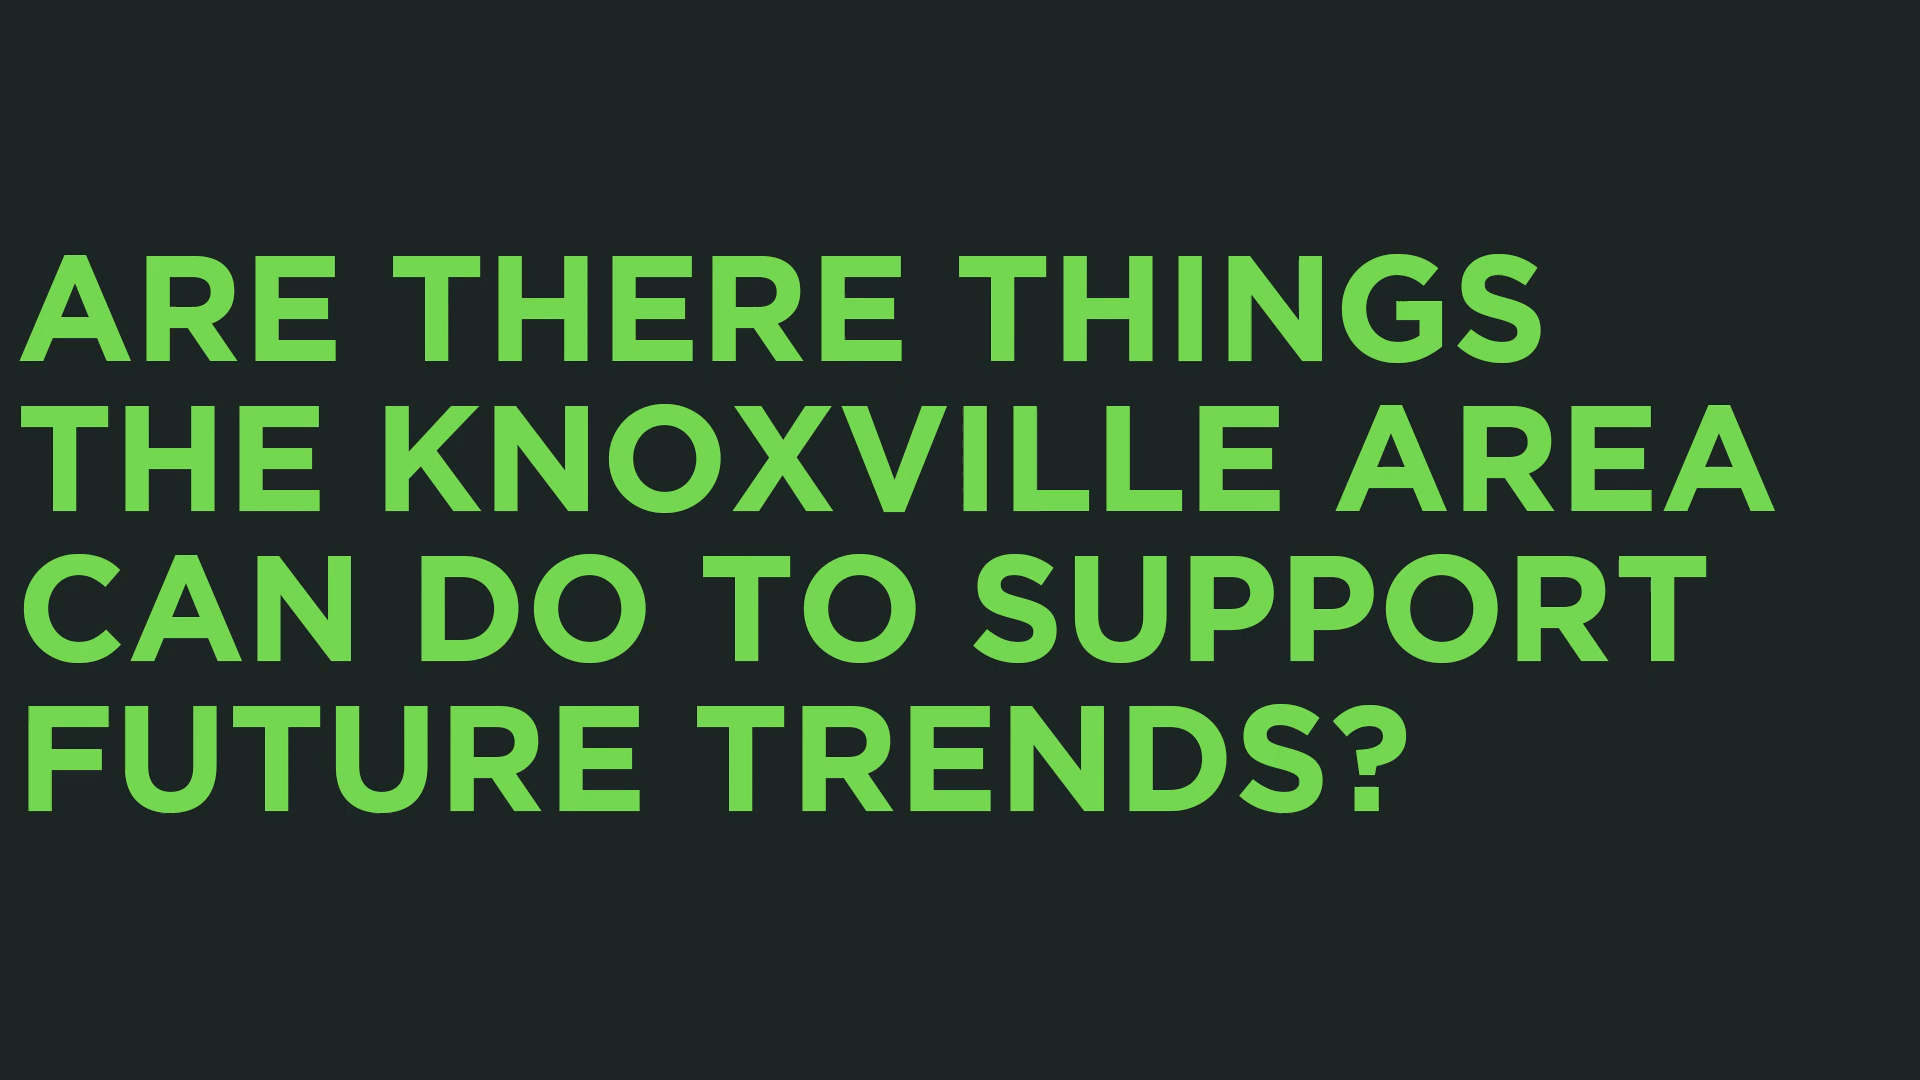 ARE THERE THINGS
THE KNOXVILLE AREA
CAN DO TO SUPPORT
FUTURE TRENDS?